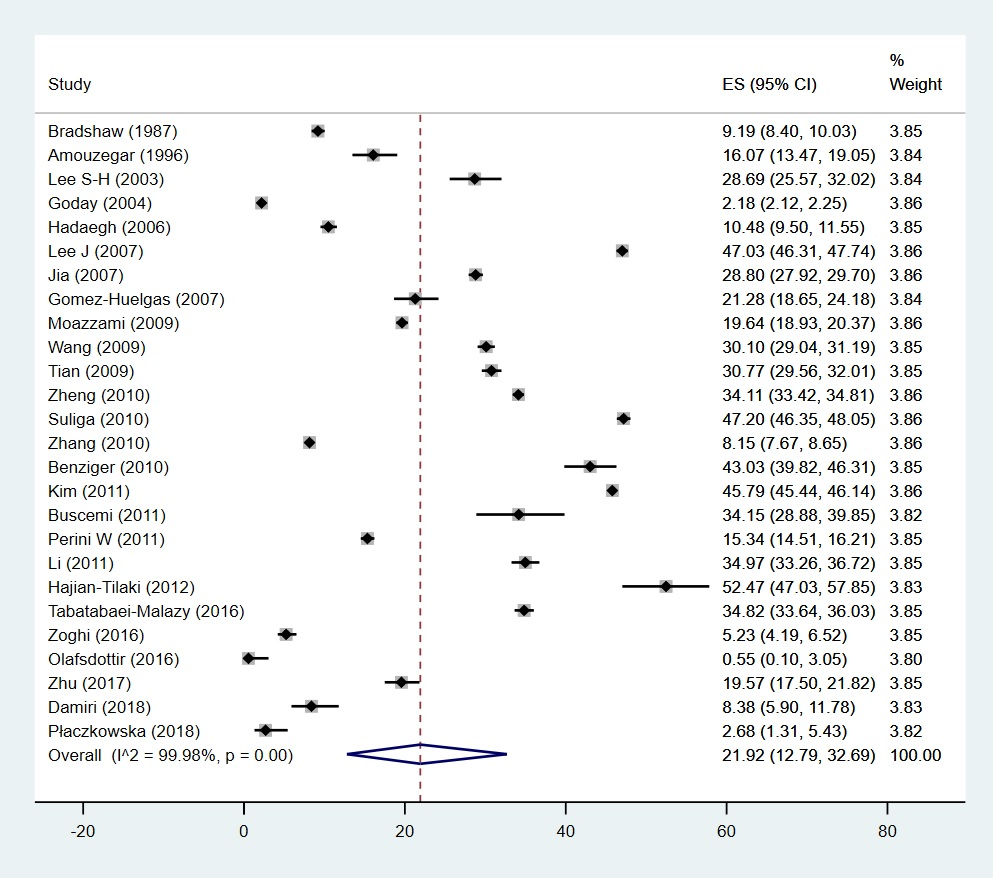 %
Study ES (95% CI) Weight
Bradshaw (1987) 9.19 (8.40, 10.03) 3.85
Amouzegar (1996) 16.07 (13.47, 19.05) 3.84
Lee S-H (2003) 28.69 (25.57, 32.02) 3.84
Goday (2004) 2.18 (2.12, 2.25) 3.86
Hadaegh (2006) 10.48 (9.50, 11.55) 3.85
Lee J (2007) 47.03 (46.31, 47.74) 3.86
Jia (2007) 28.80 (27.92, 29.70) 3.86
Gomez-Huelgas (2007) 21.28 (18.65, 24.18) 3.84
Moazzami (2009) 19.64 (18.93, 20.37) 3.86
Wang (2009) 30.10 (29.04, 31.19) 3.85
Tian (2009) 30.77 (29.56, 32.01) 3.85
Zheng (2010) 34.11 (33.42, 34.81) 3.86
Suliga (2010) 47.20 (46.35, 48.05) 3.86
Zhang (2010) 8.15 (7.67, 8.65) 3.86
Benziger (2010) 43.03 (39.82, 46.31) 3.85
Kim (2011) 45.79 (45.44, 46.14) 3.86
Buscemi (2011) 34.15 (28.88, 39.85) 3.82
Perini W (2011) 15.34 (14.51, 16.21) 3.85
Li (2011) 34.97 (33.26, 36.72) 3.85
Hajian-Tilaki (2012) 52.47 (47.03, 57.85) 3.83
Tabatabaei-Malazy (2016) 34.82 (33.64, 36.03) 3.85
Zoghi (2016) 5.23 (4.19, 6.52) 3.85
Olafsdottir (2016) 0.55 (0.10, 3.05) 3.80
Zhu (2017) 19.57 (17.50, 21.82) 3.85
Damiri (2018) 8.38 (5.90, 11.78) 3.83
Płaczkowska (2018) 2.68 (1.31, 5.43) 3.82
Overall (I^2 = 99.98%, p = 0.00) 21.92 (12.79, 32.69) 100.00
-20 0 20 40 60 80